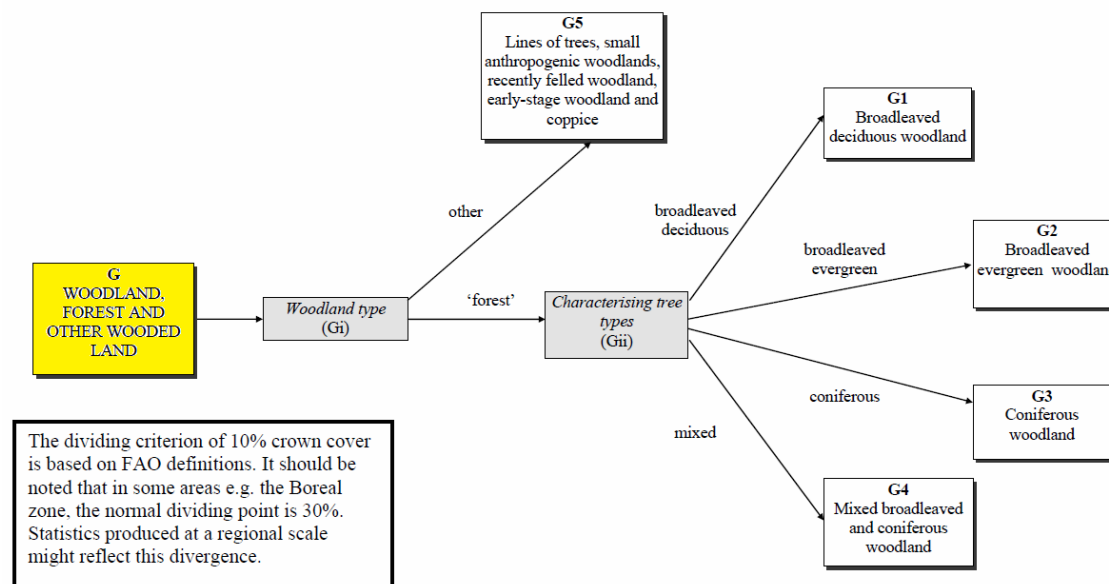 G5
Lines of trees, small
anthropogenic woodlands,
recently felled woodland,
early-stage woodland and
coppice
G1
Broadleaved
deciduous woodland
other
broadleaved
deciduous
G2
Broadleaved
evergreen woodland
broadleaved
evergreen
G
WOODLAND,
FOREST AND
OTHER WOODED
LAND
Woodland type
(Gi)
‘forest’
Characterising tree
types
(Gii)
coniferous
G3
Coniferous
woodland
mixed
G4
Mixed broadleaved
and coniferous
woodland
The dividing criterion of 10% crown cover
is based on FAO definitions. It should be
noted that in some areas e.g. the Boreal
zone, the normal dividing point is 30%.
Statistics produced at a regional scale
might reflect this divergence.